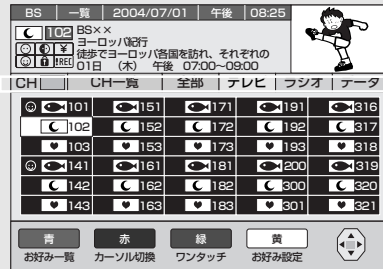 BS 一覧 2004/07/01 午後 08:25
102 BS××
ヨーロッパ紀行
¥ 徒歩でヨーロッパ各国を訪れ、それぞれの
!REC 01日 (木) 午後 07:00~09:00
CH CH一覧 全部 テレビ ラジオ データ
101 151 171 191 316
102 152 172 192 317
103 153 173 193 318
141 161 181 200 319
142 162 182 300 320
143 163 183 301 321
青 赤 緑 黄
お好み一覧 カーソル切換 ワンタッチ お好み設定